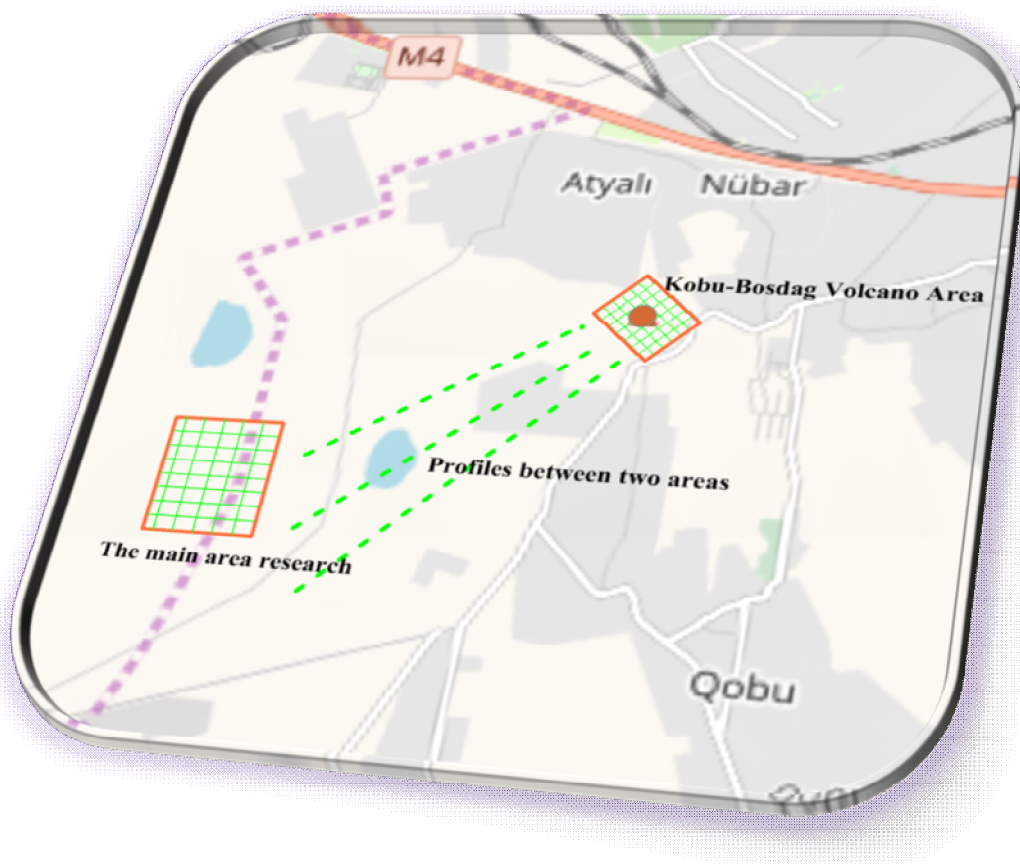 M4
Atyalı
Nübar
Kobu-Bosdag Volcano Area
Profiles between two areas
The main area research
Qobu